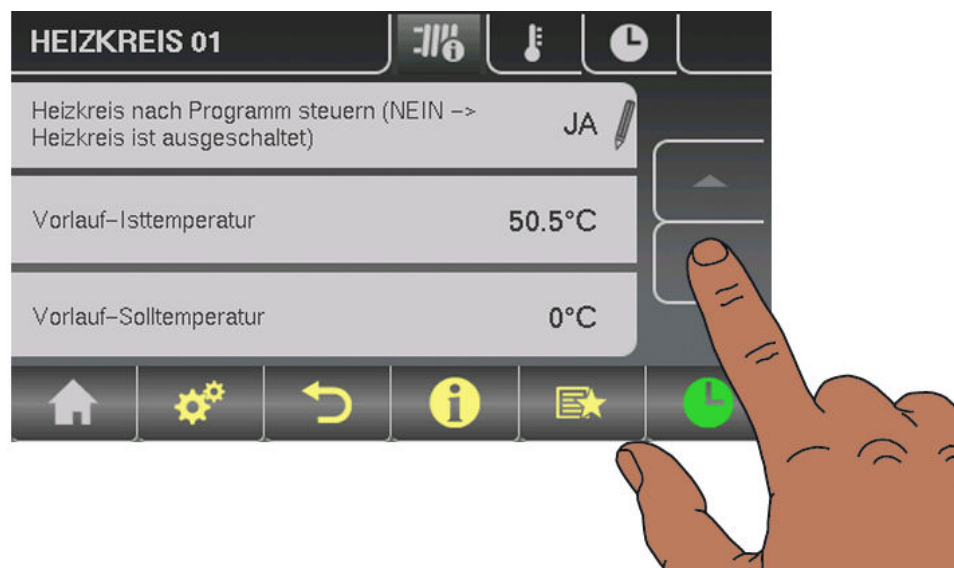 HEIZKREIS 01
Heizkreis nach Programm steuern (NEIN –>
Heizkreis ist ausgeschaltet)
JA
Vorlauf–Isttemperatur
50.5°C
Vorlauf–Solltemperatur
0°C